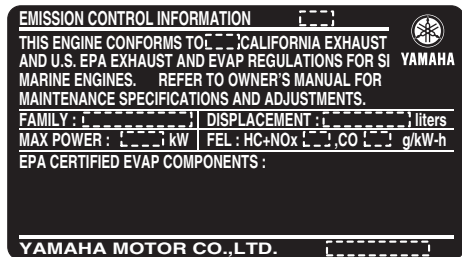 EMISSION CONTROL INFORMATION
THIS ENGINE CONFORMS TO CALIFORNIA EXHAUST
AND U.S. EPA EXHAUST AND EVAP REGULATIONS FOR SI
MARINE ENGINES. REFER TO OWNER'S MANUAL FOR
MAINTENANCE SPECIFICATIONS AND ADJUSTMENTS.
YAMAHA
FAMILY : DISPLACEMENT : liters
MAX POWER : kW FEL : HC+NOx ,CO g/kW-h
EPA CERTIFIED EVAP COMPONENTS :
YAMAHA MOTOR CO.,LTD.